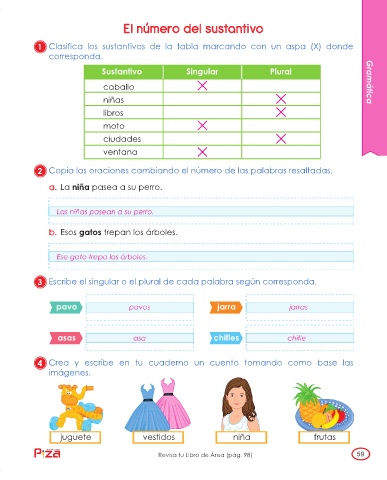 El número del sustantivo
1 Clasifica los sustantivos de la tabla marcando con un aspa (X) donde
corresponda.
Gramática
Sustantivo Singular Plural
caballo X
niñas X
libros X
moto X
ciudades X
ventana X
2 Copia las oraciones cambiando el número de las palabras resaltadas.
a. La niña pasea a su perro.
Las niñas pasean a su perro.
b. Esos gatos trepan los árboles.
Ese gato trepa los árboles.
3 Escribe el singular o el plural de cada palabra según corresponda.
pavo pavos jarra jarras
asas asa chifles chifle
4 Crea y escribe en tu cuaderno un cuento tomando como base las
imágenes.
juguete vestidos niña frutas
Pizza
Revisa tu Libro de Área (pág. 98)
59